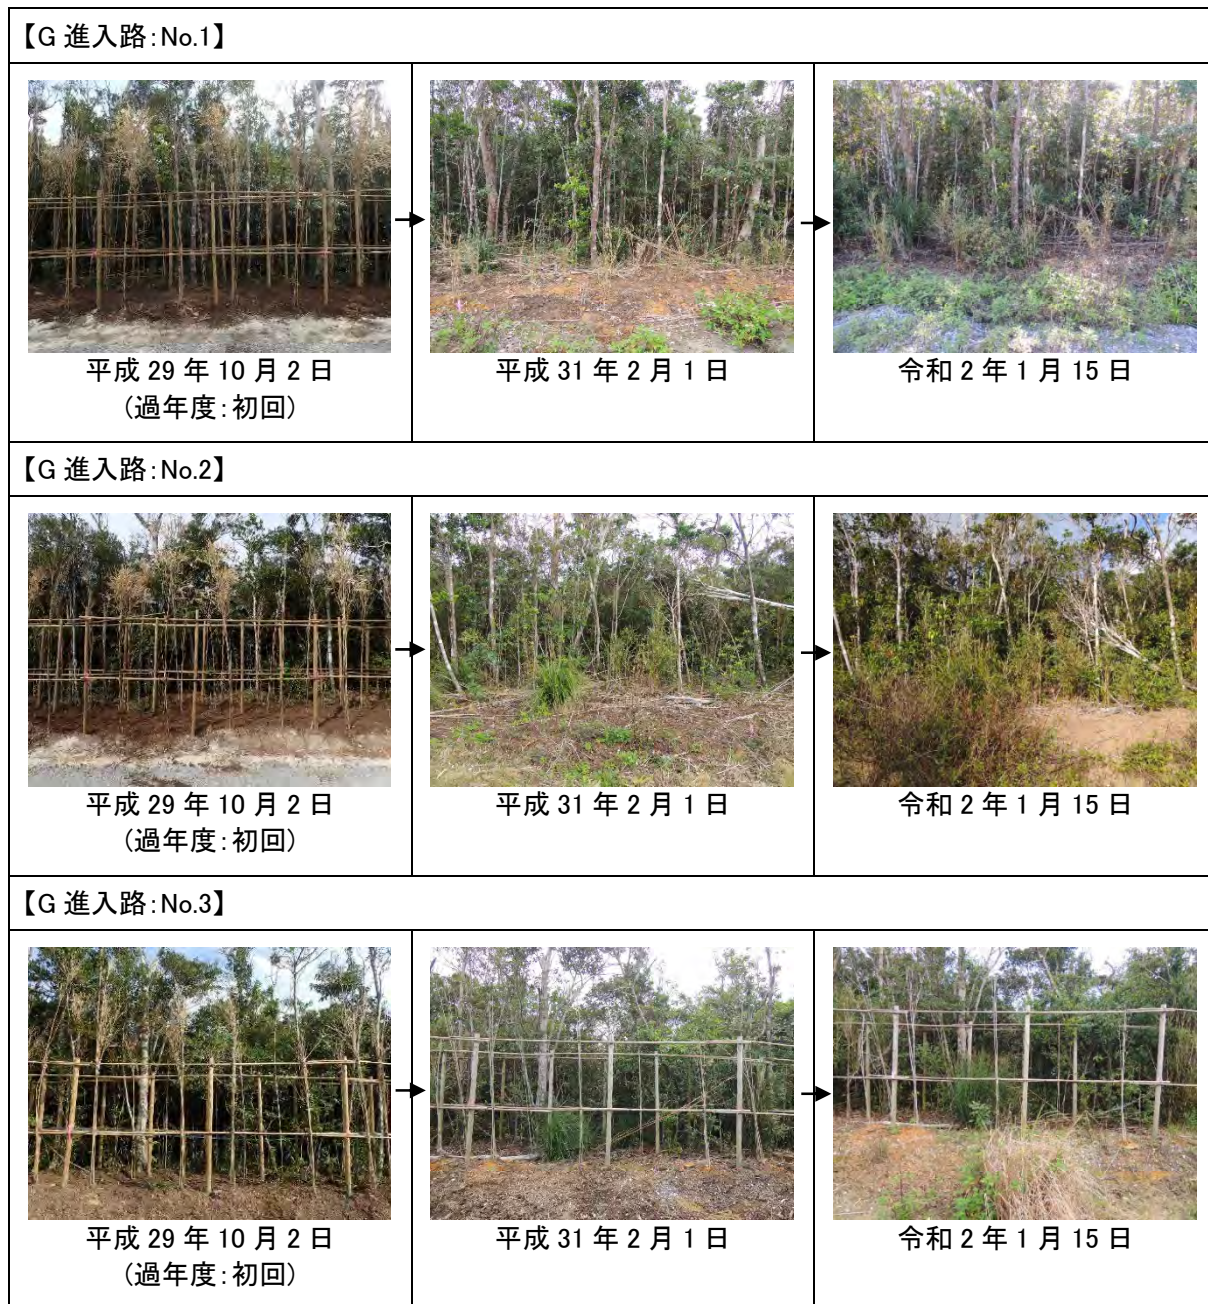 【G 進入路:No.1】
平成 29 年 10 月 2 日
(過年度:初回)
平成 31 年 2 月 1 日
令和 2 年 1 月 15 日
【G 進入路:No.2】
平成 29 年 10 月 2 日
(過年度:初回)
平成 31 年 2 月 1 日
令和 2 年 1 月 15 日
【G 進入路:No.3】
平成 29 年 10 月 2 日
(過年度:初回)
平成 31 年 2 月 1 日
令和 2 年 1 月 15 日